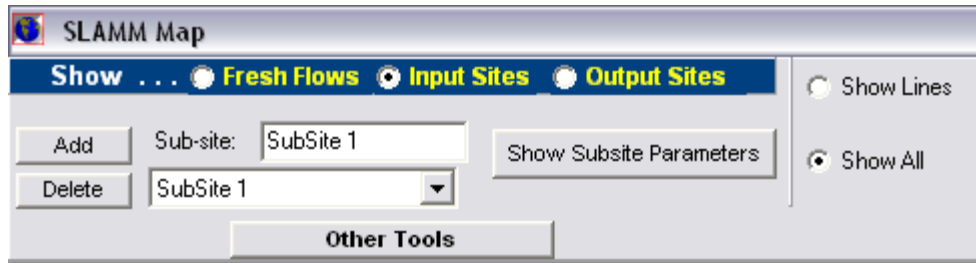 SLAMM Map
Show . . . Fresh Flows Input Sites Output Sites
Show Lines
Add Sub-site: SubSite 1 Show Subsite Parameters
Show All
Delete SubSite 1
Other Tools